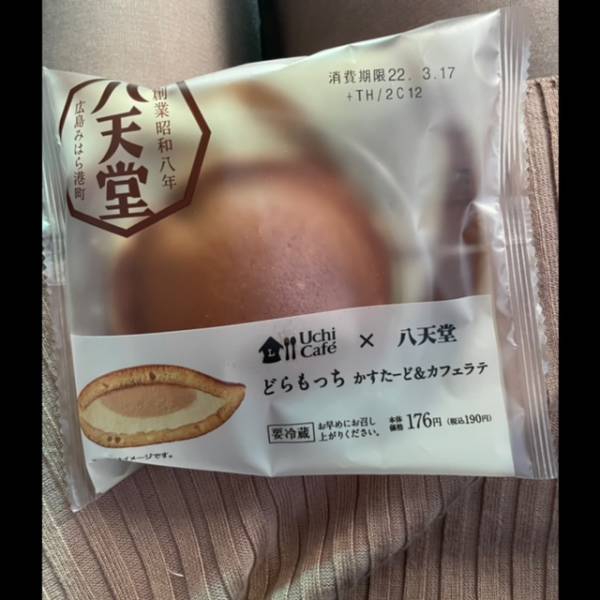 消費期限22. 3.17
+TH/2C12
創業昭和八年
八天堂
広島みはら港町
Uchi Café × 八天堂
どらもっち かすたーど&カフェラテ
要冷蔵 お早めにお召し上がりください。 本体価格 176円 (税込190円)
イメージです。